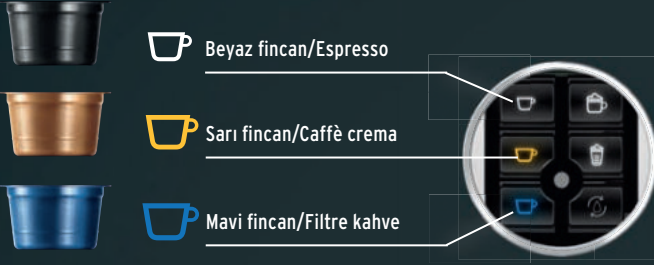 Beyaz fincan/Espresso
Sarı fincan/Caffè crema
Mavi fincan/Filtre kahve